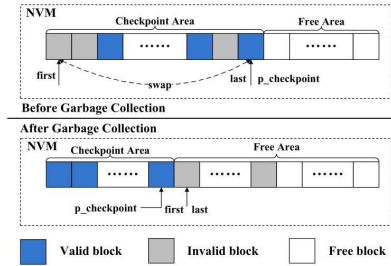 NVM
Checkpoint Area
Free Area
......
......
......
first
swap
last
p_checkpoint
Before Garbage Collection
After Garbage Collection
NVM
Checkpoint Area
Free Area
......
......
......
p_checkpoint
first
last
Valid block
Invalid block
Free block